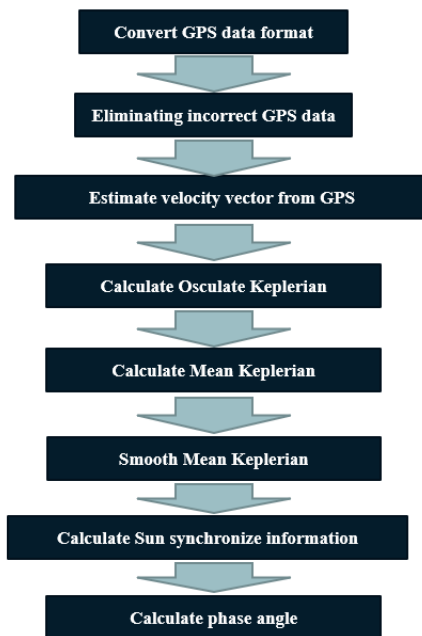 Convert GPS data format
Eliminating incorrect GPS data
Estimate velocity vector from GPS
Calculate Osculate Keplerian
Calculate Mean Keplerian
Smooth Mean Keplerian
Calculate Sun synchronize information
Calculate phase angle